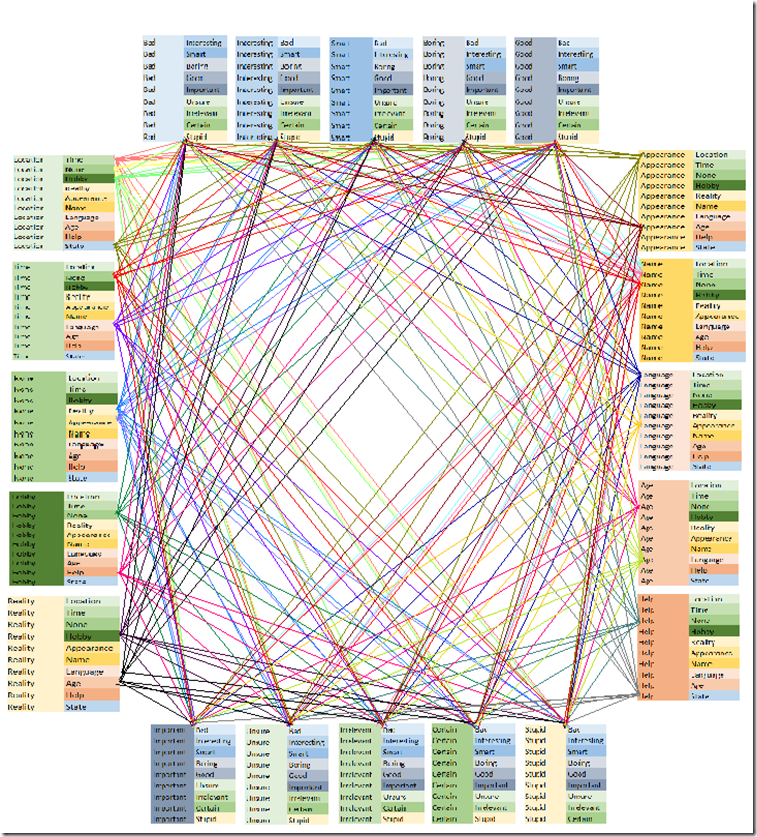 Bad Interesting
Bad Smart
Bad Boring
Bad Good
Bad Important
Bad Unsure
Bad Irrelevant
Bad Certain
Bad Stupid
Interesting Bad
Interesting Smart
Interesting Boring
Interesting Good
Interesting Important
Interesting Unsure
Interesting Irrelevant
Interesting Certain
Interesting Stupid
Smart Bad
Smart Interesting
Smart Boring
Smart Good
Smart Important
Smart Unsure
Smart Irrelevant
Smart Certain
Smart Stupid
Boring Bad
Boring Interesting
Boring Smart
Boring Good
Boring Important
Boring Unsure
Boring Irrelevant
Boring Certain
Boring Stupid
Good Bad
Good Interesting
Good Smart
Good Boring
Good Important
Good Unsure
Good Irrelevant
Good Certain
Good Stupid
Location Time
Location None
Location Hobby
Location Reality
Location Appearance
Location Name
Location Language
Location Age
Location Help
Location State
Time Location
Time None
Time Hobby
Time Reality
Time Appearance
Time Name
Time Language
Time Age
Time Help
Time State
None Location
None Time
None Hobby
None Reality
None Appearance
None Name
None Language
None Age
None Help
None State
Hobby Location
Hobby Time
Hobby None
Hobby Reality
Hobby Appearance
Hobby Name
Hobby Language
Hobby Age
Hobby Help
Hobby State
Reality Location
Reality Time
Reality None
Reality Hobby
Reality Appearance
Reality Name
Reality Language
Reality Age
Reality Help
Reality State
Appearance Location
Appearance Time
Appearance None
Appearance Hobby
Appearance Reality
Appearance Name
Appearance Language
Appearance Age
Appearance Help
Appearance State
Name Location
Name Time
Name None
Name Hobby
Name Reality
Name Appearance
Name Language
Name Age
Name Help
Name State
Language Location
Language Time
Language None
Language Hobby
Language Reality
Language Appearance
Language Name
Language Age
Language Help
Language State
Age Location
Age Time
Age None
Age Hobby
Age Reality
Age Appearance
Age Name
Age Language
Age Help
Age State
Help Location
Help Time
Help None
Help Hobby
Help Reality
Help Appearance
Help Name
Help Language
Help Age
Help State
Important Bad
Important Interesting
Important Smart
Important Boring
Important Good
Important Unsure
Important Irrelevant
Important Certain
Important Stupid
Unsure Bad
Unsure Interesting
Unsure Smart
Unsure Boring
Unsure Good
Unsure Important
Unsure Irrelevant
Unsure Certain
Unsure Stupid
Irrelevant Bad
Irrelevant Interesting
Irrelevant Smart
Irrelevant Boring
Irrelevant Good
Irrelevant Important
Irrelevant Unsure
Irrelevant Certain
Irrelevant Stupid
Certain Bad
Certain Interesting
Certain Smart
Certain Boring
Certain Good
Certain Important
Certain Unsure
Certain Irrelevant
Certain Stupid
Stupid Bad
Stupid Interesting
Stupid Smart
Stupid Boring
Stupid Good
Stupid Important
Stupid Unsure
Stupid Irrelevant
Stupid Certain